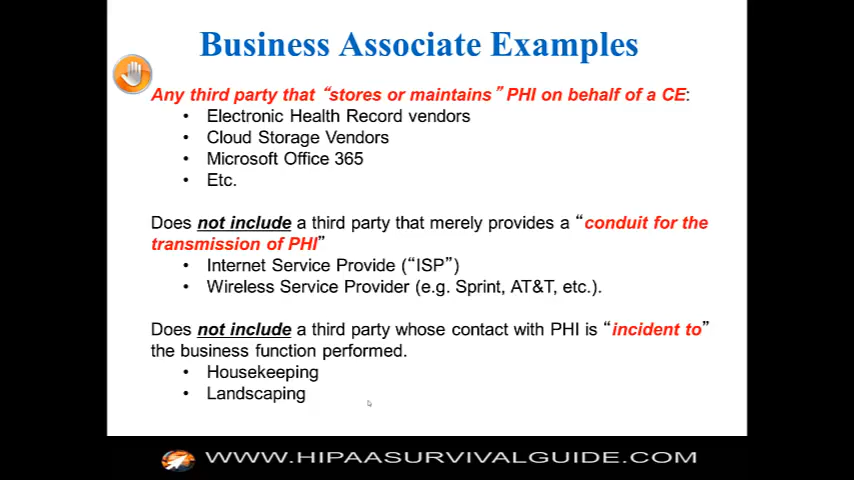 Business Associate Examples
Any third party that “stores or maintains” PHI on behalf of a CE:
• Electronic Health Record vendors
• Cloud Storage Vendors
• Microsoft Office 365
• Etc.
Does not include a third party that merely provides a “conduit for the
transmission of PHI”
• Internet Service Provide (“ISP”)
• Wireless Service Provider (e.g. Sprint, AT&T, etc.).
Does not include a third party whose contact with PHI is “incident to”
the business function performed.
• Housekeeping
• Landscaping
WWW.HIPAASURVIVALGUIDE.COM